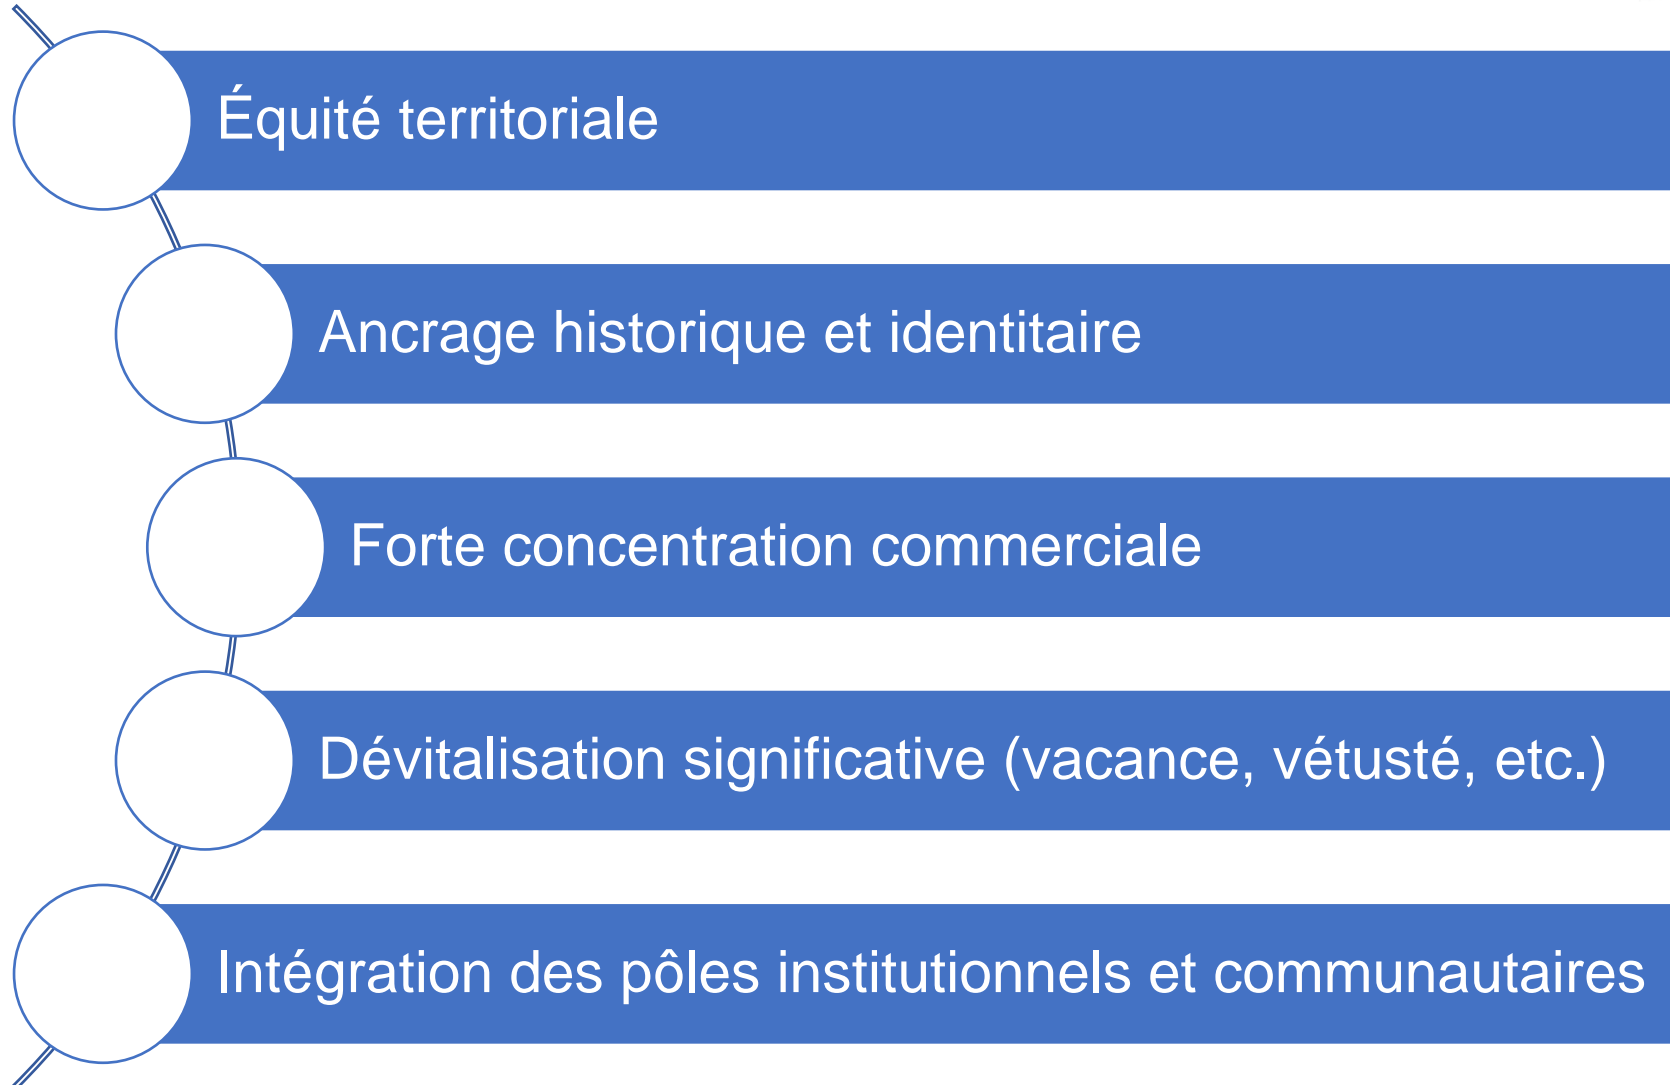 Équité territoriale
Ancrage historique et identitaire
Forte concentration commerciale
Dévitalisation significative (vacance, vétusté, etc.)
Intégration des pôles institutionnels et communautaires